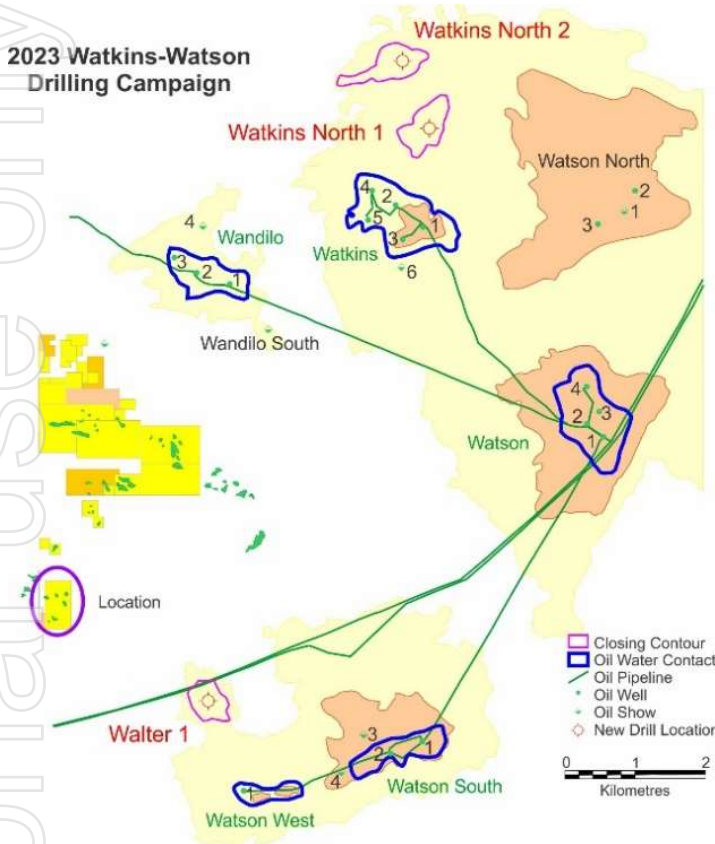 2023 Watkins-Watson
Drilling Campaign
Watkins North 2
Watkins North 1
Watson North
2
1
3
4
2
5
1
3
Watkins
6
4
Wandilo
3
2
1
Wandilo South
4
3
2
1
Watson
Location
Closing Contour
Oil Water Contact
Oil Pipeline
Oil Well
Oil Show
New Drill Location
0 1 2
Kilometres
Walter 1
3
2
1
4
Watson South
1
Watson West